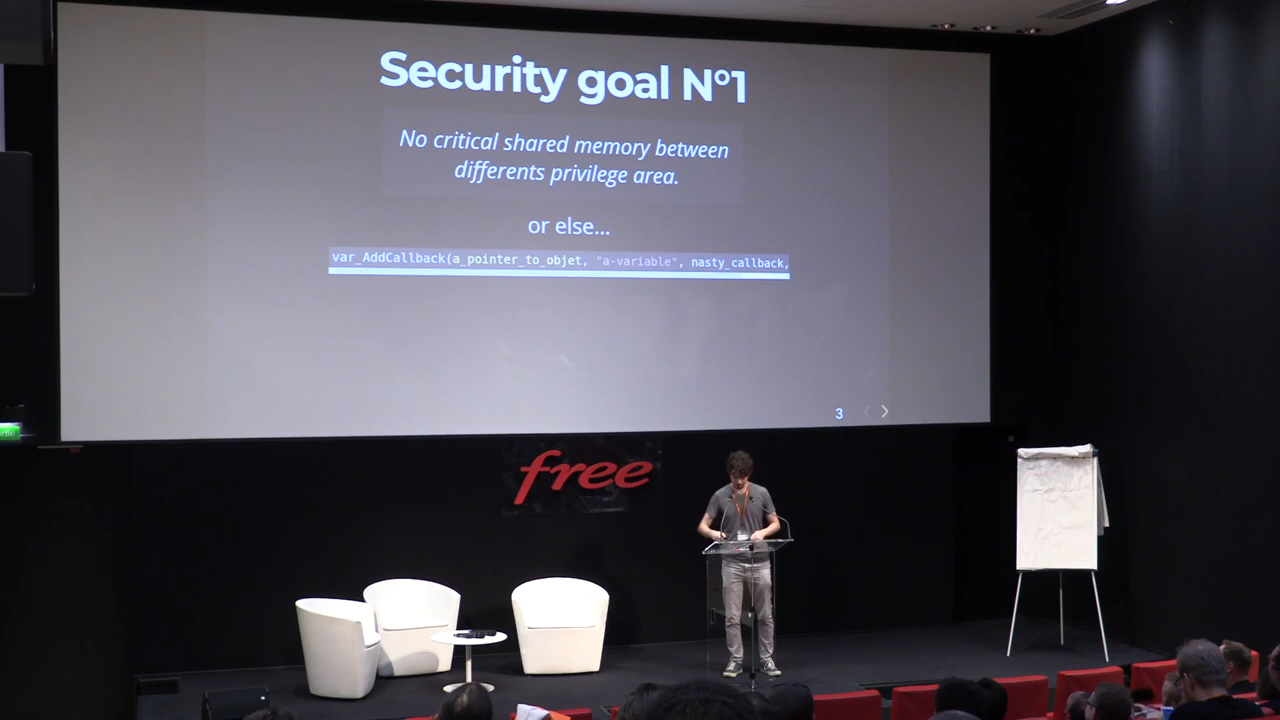 Security goal N°1
No critical shared memory between
differents privilege area.
or else...
var_AddCallback(a_pointer_to_objet, "a-variable", nasty_callback,
3
free